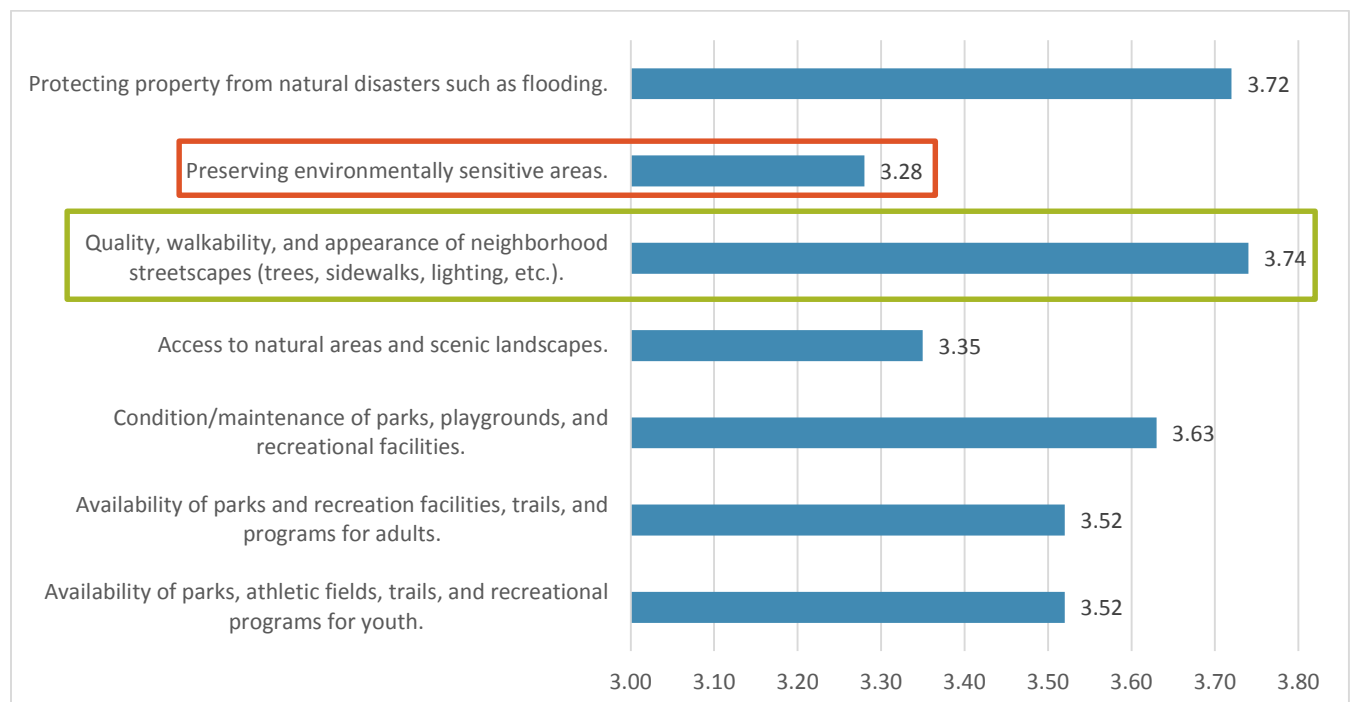 Protecting property from natural disasters such as flooding.
3.72
Preserving environmentally sensitive areas.
3.28
Quality, walkability, and appearance of neighborhood
streetscapes (trees, sidewalks, lighting, etc.).
3.74
Access to natural areas and scenic landscapes.
3.35
Condition/maintenance of parks, playgrounds, and
recreational facilities.
3.63
Availability of parks and recreation facilities, trails, and
programs for adults.
3.52
Availability of parks, athletic fields, trails, and recreational
programs for youth.
3.52
3.00 3.10 3.20 3.30 3.40 3.50 3.60 3.70 3.80